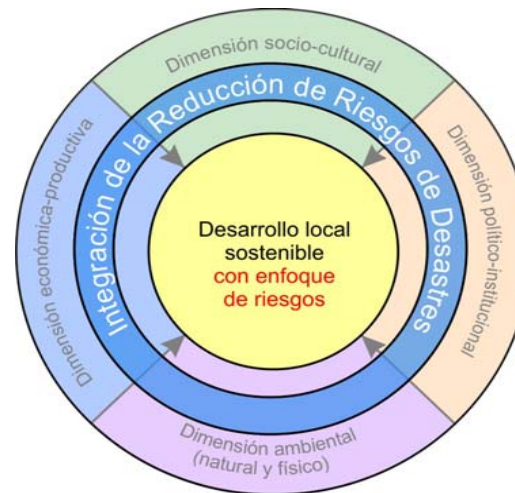 Dimensión socio-cultural
Integración de la Reducción de Riesgos de Desastres
Dimensión económica-productiva
Desarrollo local
sostenible
con enfoque
de riesgos
Dimensión político-institucional
Dimensión ambiental
(natural y físico)